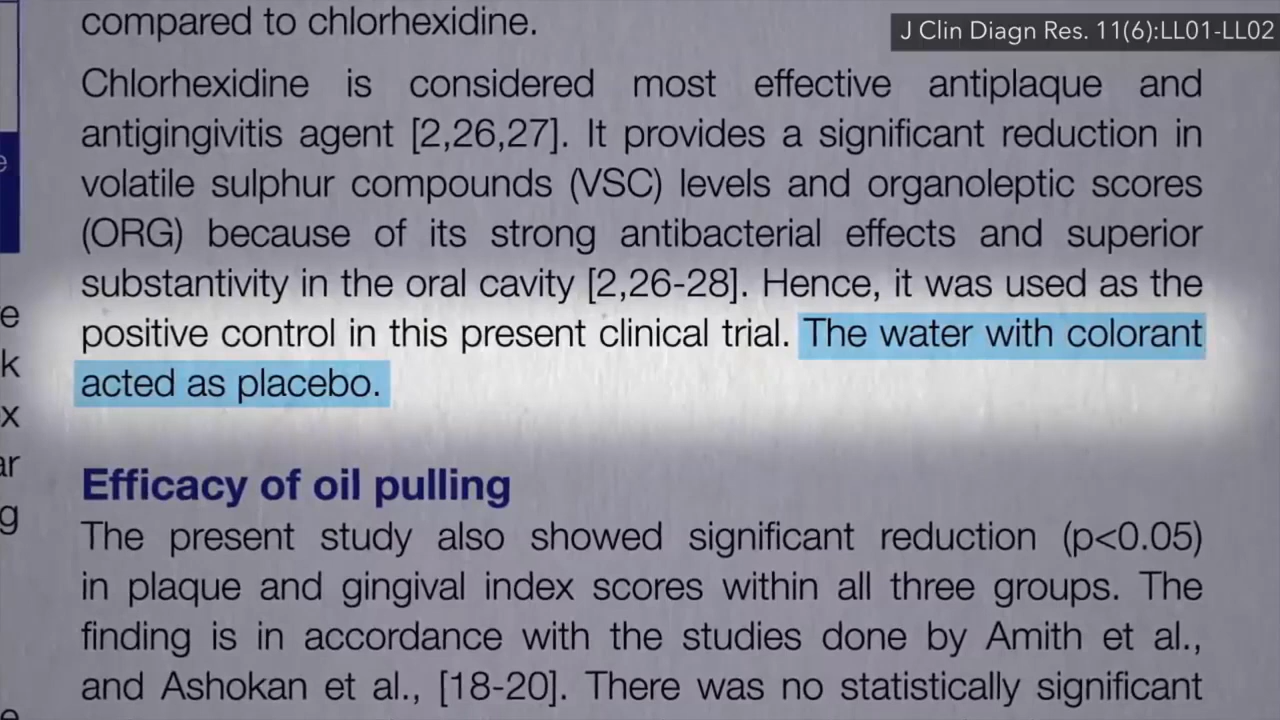 J Clin Diagn Res. 11(6):LL01-LL02
compared to chlorhexidine.
Chlorhexidine is considered most effective antiplaque and
antigingivitis agent [2,26,27]. It provides a significant reduction in
volatile sulphur compounds (VSC) levels and organoleptic scores
(ORG) because of its strong antibacterial effects and superior
substantivity in the oral cavity [2,26-28]. Hence, it was used as the
positive control in this present clinical trial. The water with colorant
acted as placebo.
Efficacy of oil pulling
The present study also showed significant reduction (p<0.05)
in plaque and gingival index scores within all three groups. The
finding is in accordance with the studies done by Amith et al.,
and Ashokan et al., [18-20]. There was no statistically significant